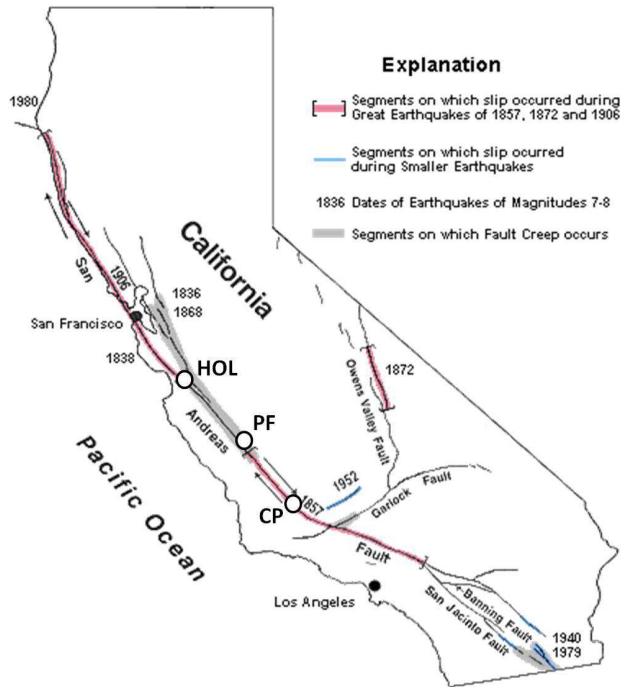 Explanation
Segments on which slip occurred during
Great Earthquakes of 1857, 1872 and 1906
Segments on which slip ocurred
during Smaller Earthquakes
1836 Dates of Earthquakes of Magnitudes 7-8
Segments on which Fault Creep occurs
1980
California
San
1906
1836
1868
San Francisco
1838
HOL
1872
Owens Valley Fault
PF
Andreas
Pacific Ocean
1952
1857
CP
Garlock Fault
Fault
Los Angeles
Banning Fault
San Jacinto Fault
1940
1979